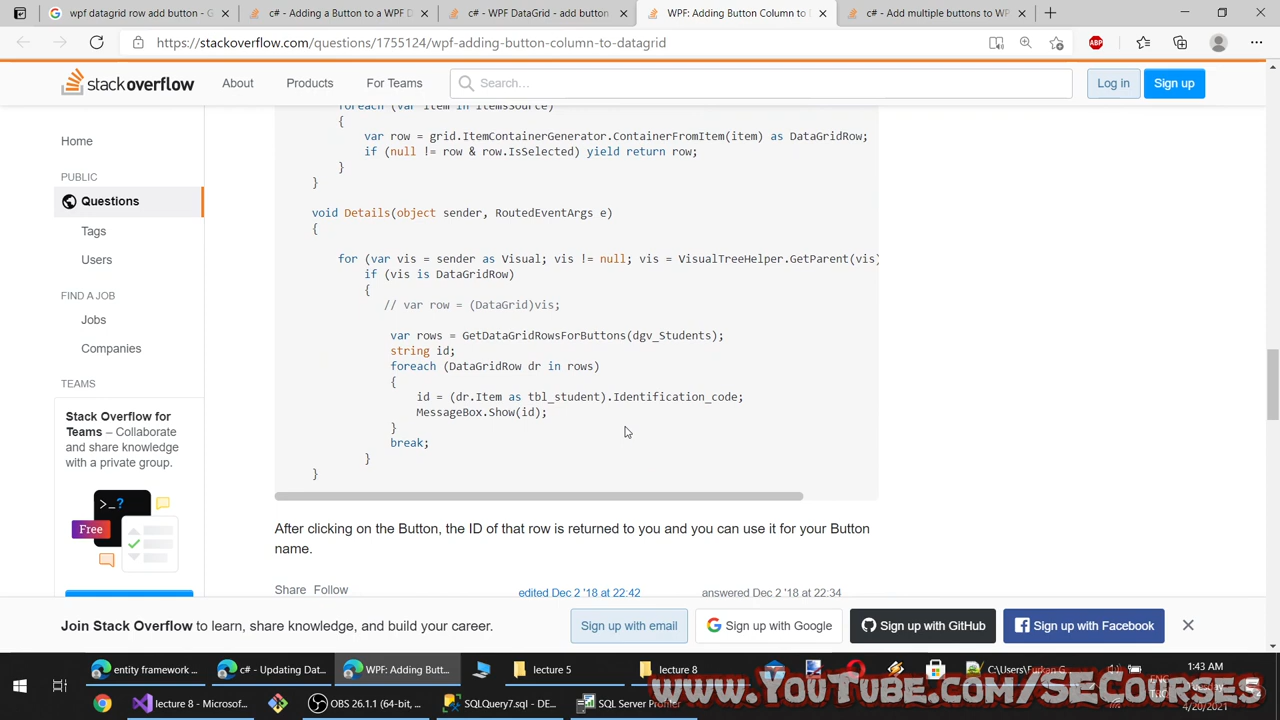 wpf datagrid row add button - G
c# - Adding a Button to a WPF D
c# - WPF DataGrid - add button
WPF: Adding Button Column to D
c# - Add multiple buttons to WP
https://stackoverflow.com/questions/1755124/wpf-adding-button-column-to-datagrid
ABP
stackoverflow
About
Products
For Teams
Search...
Log in
Sign up
Home
PUBLIC
Questions
Tags
Users
FIND A JOB
Jobs
Companies
TEAMS
Stack Overflow for
Teams – Collaborate
and share knowledge
with a private group.
Free
foreach (var item in itemsSource)
{
var row = grid.ItemContainerGenerator.ContainerFromItem(item) as DataGridRow;
if (null != row & row.IsSelected) yield return row;
}
}
void Details(object sender, RoutedEventArgs e)
{
for (var vis = sender as Visual; vis != null; vis = VisualTreeHelper.GetParent(vis)
if (vis is DataGridRow)
{
// var row = (DataGrid)vis;
var rows = GetDataGridRowsForButtons(dgv_Students);
string id;
foreach (DataGridRow dr in rows)
{
id = (dr.Item as tbl_student).Identification_code;
MessageBox.Show(id);
}
break;
}
}
After clicking on the Button, the ID of that row is returned to you and you can use it for your Button
name.
Share Follow
edited Dec 2 '18 at 22:42
answered Dec 2 '18 at 22:34
Join Stack Overflow to learn, share knowledge, and build your career.
Sign up with email
Sign up with Google
Sign up with GitHub
Sign up with Facebook
entity framework ...
c# - Updating Dat...
WPF: Adding Butt...
lecture 5
lecture 8
C:\Users\Furkan G...
1:43 AM
lecture 8 - Microsof...
OBS 26.1.1 (64-bit, ...
SQLQuery7.sql - DE...
SQL Server Profiler
4/20/2021
www.YouTube.com/SECourses